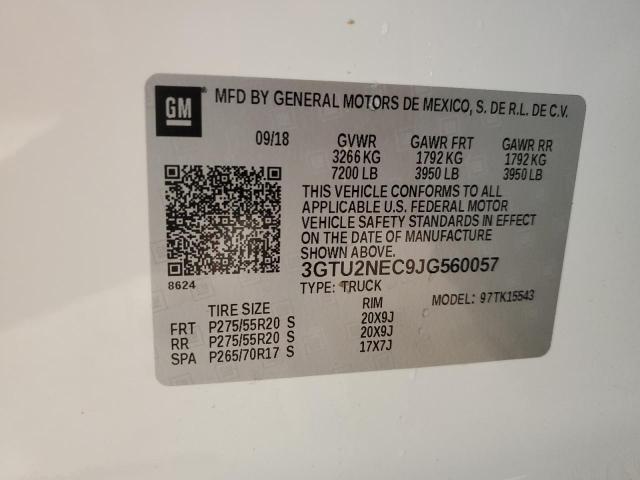 GM
MFD BY GENERAL MOTORS DE MEXICO, S. DE R.L. DE C.V.
09/18 GVWR GAWR FRT GAWR RR
3266 KG 1792 KG 1792 KG
7200 LB 3950 LB 3950 LB
THIS VEHICLE CONFORMS TO ALL
APPLICABLE U.S. FEDERAL MOTOR
VEHICLE SAFETY STANDARDS IN EFFECT
ON THE DATE OF MANUFACTURE
SHOWN ABOVE.
3GTU2NEC9JG560057
8624
TYPE: TRUCK MODEL: 97TK15543
TIRE SIZE RIM
FRT P275/55R20 S 20X9J
RR P275/55R20 S 20X9J
SPA P265/70R17 S 17X7J